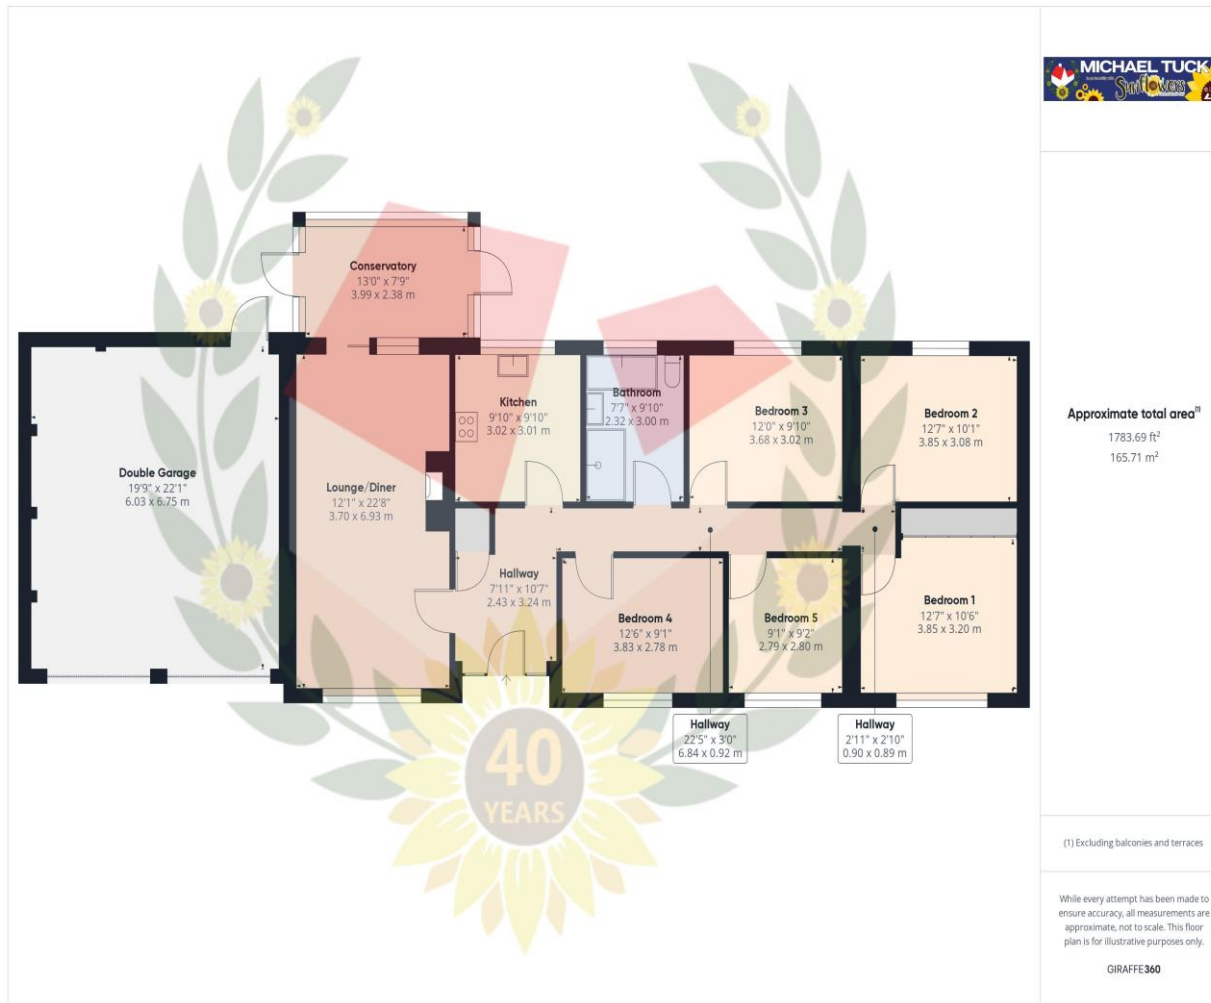 MICHAEL TUCK
Sunflowers
Conservatory
13'0" x 7'9"
3.99 x 2.38 m
Kitchen
9'10" x 9'10"
3.02 x 3.01 m
Bathroom
7'7" x 9'10"
2.32 x 3.00 m
Bedroom 3
12'0" x 9'10"
3.68 x 3.02 m
Bedroom 2
12'7" x 10'1"
3.85 x 3.08 m
Double Garage
19'9" x 22'1"
6.03 x 6.75 m
Lounge/Diner
12'1" x 22'8"
3.70 x 6.93 m
Hallway
7'11" x 10'7"
2.43 x 3.24 m
Bedroom 4
12'6" x 9'1"
3.83 x 2.78 m
Bedroom 5
9'1" x 9'2"
2.79 x 2.80 m
Bedroom 1
12'7" x 10'6"
3.85 x 3.20 m
Hallway
22'5" x 3'0"
6.84 x 0.92 m
Hallway
2'11" x 2'10"
0.90 x 0.89 m
40
YEARS
Approximate total area(1)
1783.69 ft²
165.71 m²
(1) Excluding balconies and terraces
While every attempt has been made to
ensure accuracy, all measurements are
approximate, not to scale. This floor
plan is for illustrative purposes only.
GIRAFFE360